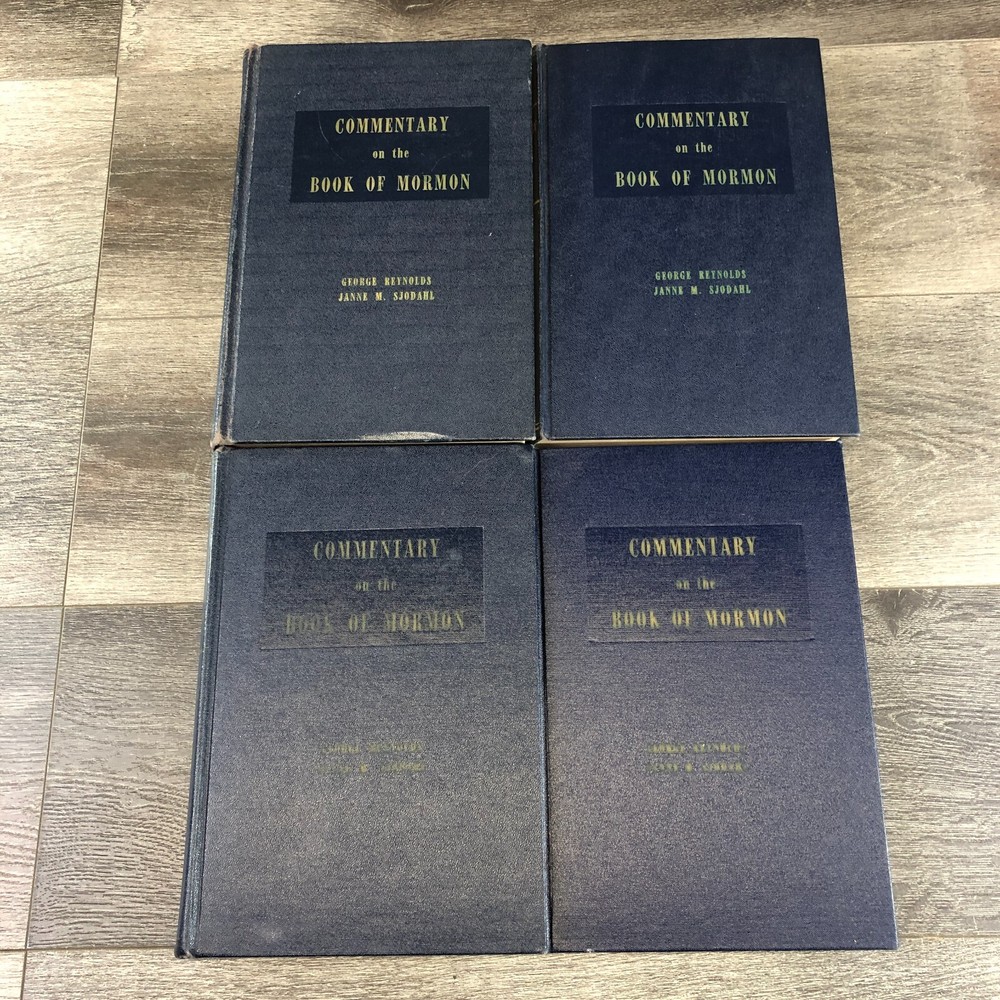 COMMENTARY
on the
BOOK OF MORMON
GEORGE REYNOLDS
JANNE M. SJODAHL
COMMENTARY
on the
BOOK OF MORMON
GEORGE REYNOLDS
JANNE M. SJODAHL
COMMENTARY
on the
BOOK OF MORMON
COMMENTARY
on the
BOOK OF MORMON